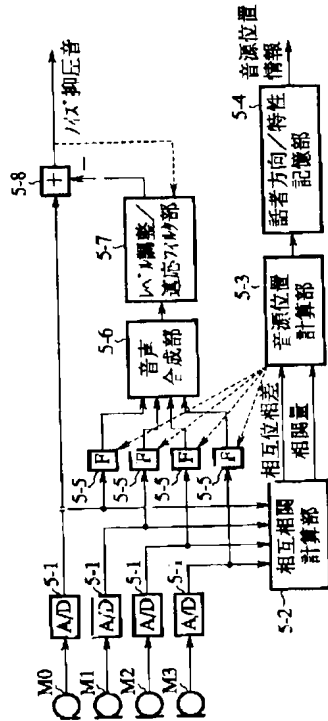 M0
M1
M2
M3
5-1
A/D
5-1
A/D
5-1
A/D
5-1
A/D
5-2
相互相関
計算部
相互位相差
相関量
5-5
F
5-5
F
5-5
F
5-5
F
5-6
音声
合成部
5-7
レベル調整/
適応フィルタ部
5-8
+
−
ノイズ抑圧音
5-3
音源位置
計算部
5-4
話者方向/特性
記憶部
音源位置
情報